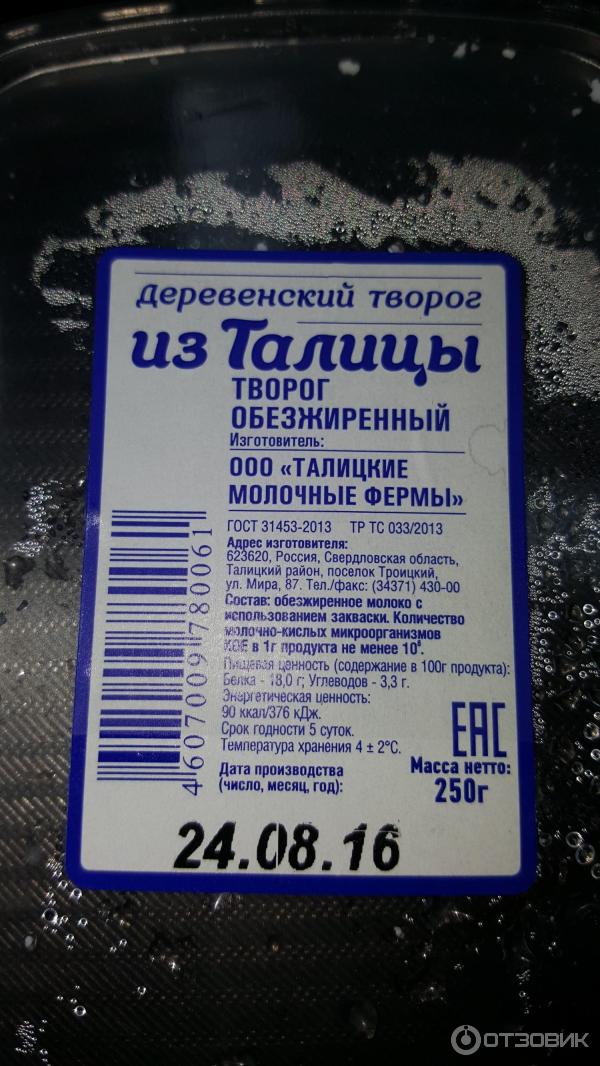 деревенский творог
из Талицы
ТВОРОГ
ОБЕЗЖИРЕННЫЙ
Изготовитель:
ООО «ТАЛИЦКИЕ
МОЛОЧНЫЕ ФЕРМЫ»
ГОСТ 31453-2013 ТР ТС 033/2013
Адрес изготовителя:
623620, Россия, Свердловская область,
Талицкий район, поселок Троицкий,
ул. Мира, 87. Тел./факс: (34371) 430-00
Состав: обезжиренное молоко с
использованием закваски. Количество
молочно-кислых микроорганизмов
КОЕ в 1г продукта не менее 10⁶.
Пищевая ценность (содержание в 100г продукта):
Белка - 18,0 г; Углеводов - 3,3 г.
Энергетическая ценность:
90 ккал/376 кДж.
Срок годности 5 суток.
Температура хранения 4 ± 2°С.
Дата производства
(число, месяц, год):
EAC
Масса нетто:
250г
24.08.16
4607009780061
ОТЗОВИК